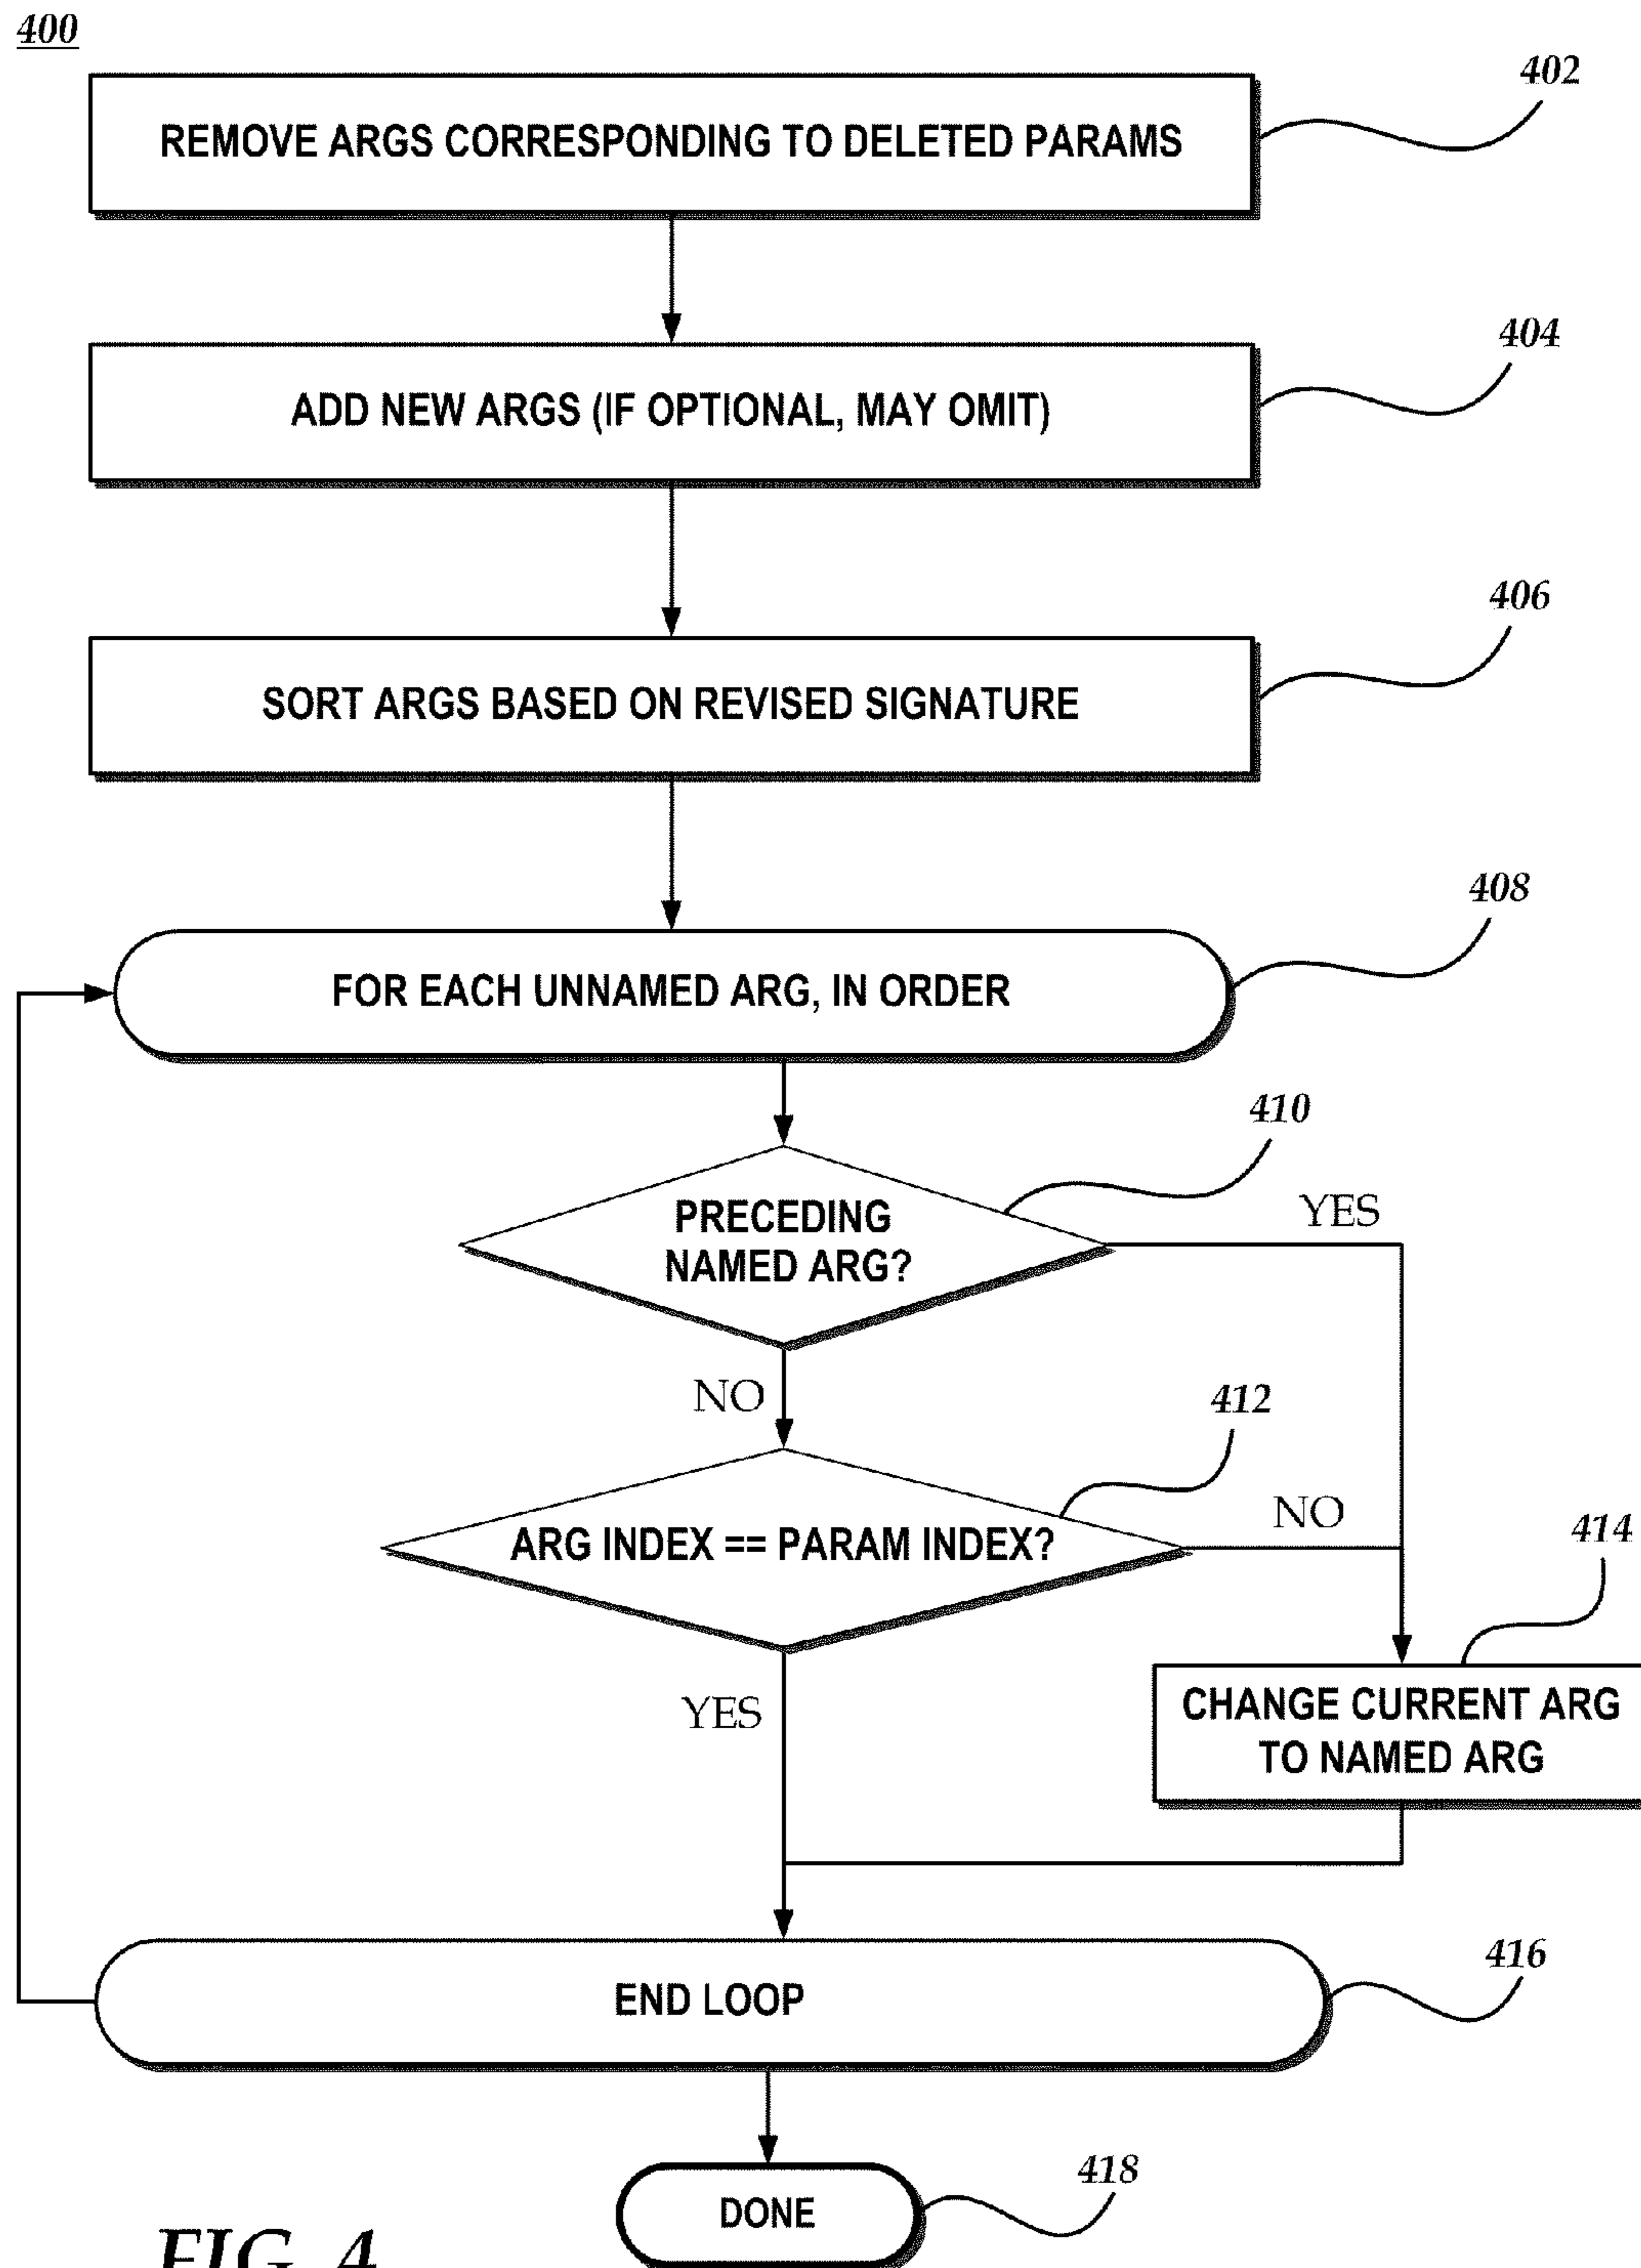 400
402
REMOVE ARGS CORRESPONDING TO DELETED PARAMS
404
ADD NEW ARGS (IF OPTIONAL, MAY OMIT)
406
SORT ARGS BASED ON REVISED SIGNATURE
408
FOR EACH UNNAMED ARG, IN ORDER
410
PRECEDING
NAMED ARG?
YES
NO
412
ARG INDEX == PARAM INDEX?
NO
414
YES
CHANGE CURRENT ARG
TO NAMED ARG
416
END LOOP
418
DONE
FIG. 4